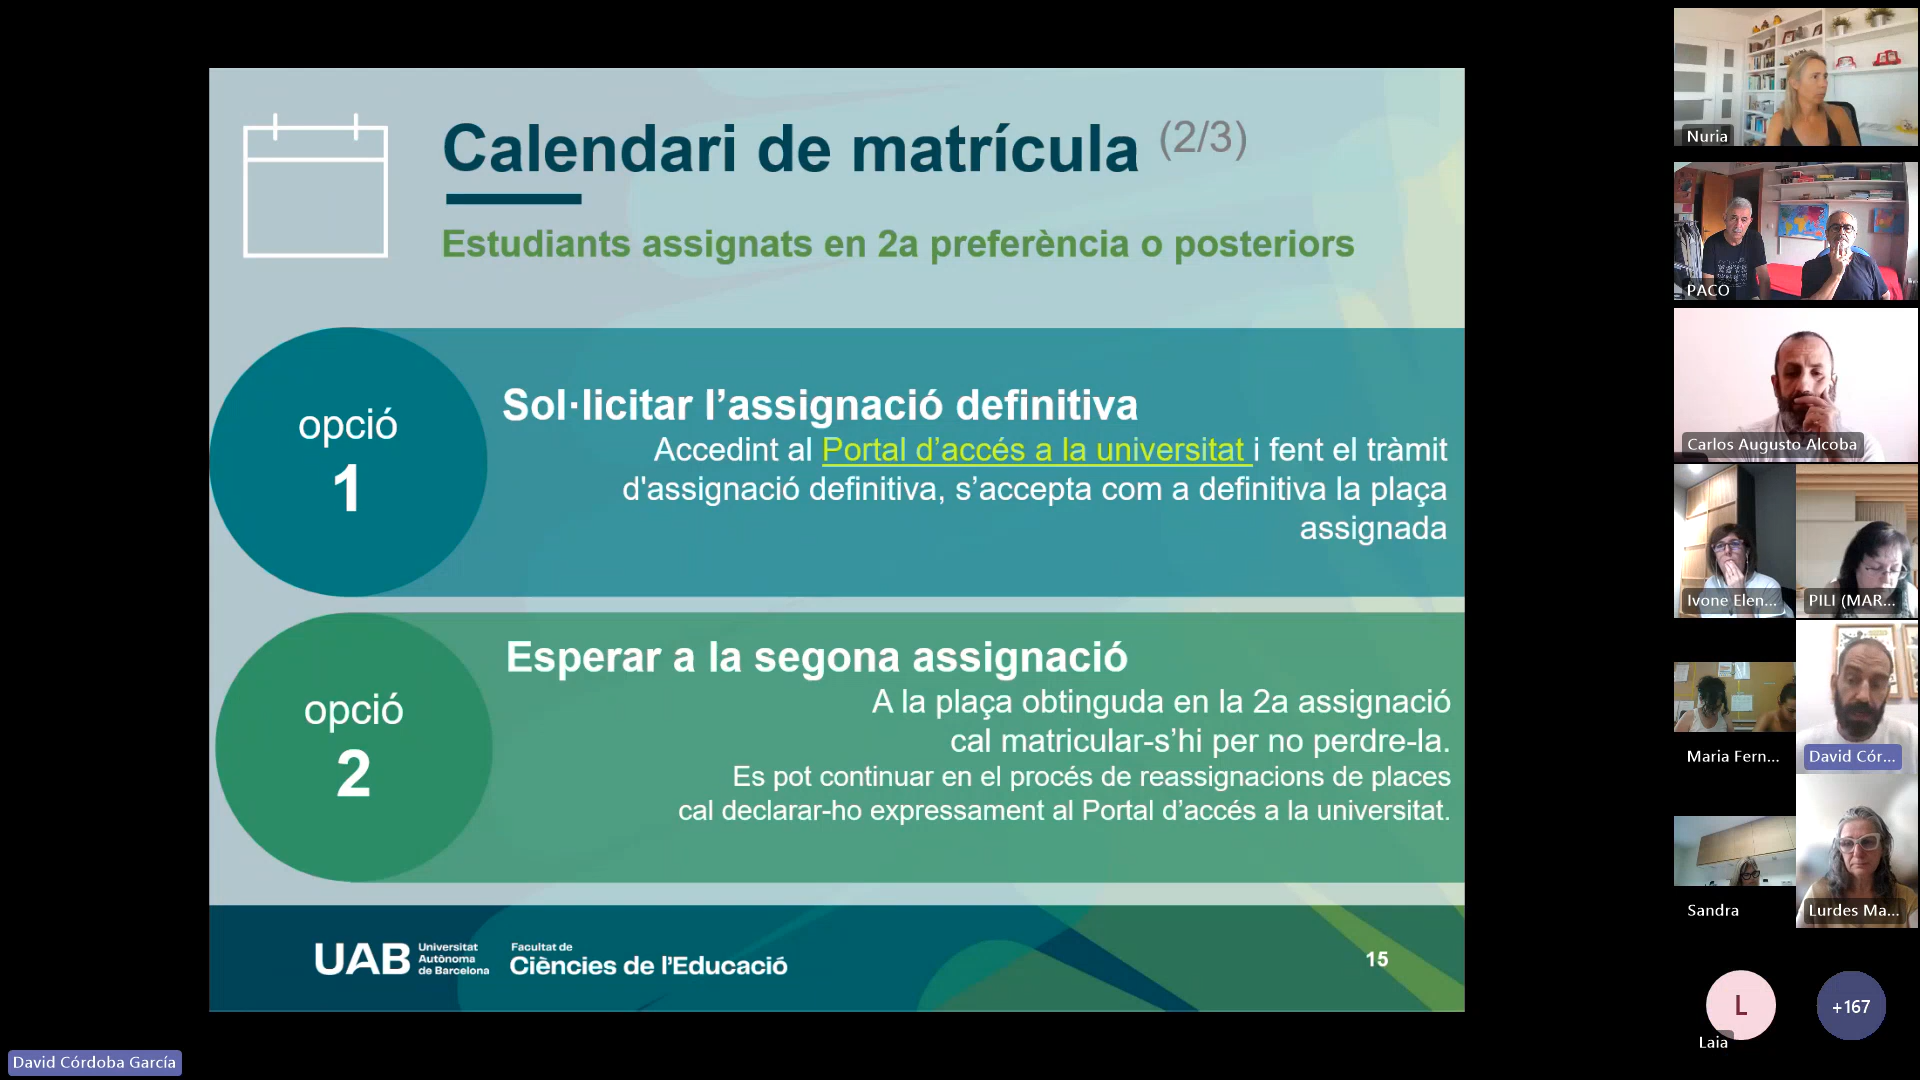 Calendari de matrícula (2/3)
Estudiants assignats en 2a preferència o posteriors
opció
1
Sol·licitar l’assignació definitiva
Accedint al Portal d’accés a la universitat i fent el tràmit
d'assignació definitiva, s’accepta com a definitiva la plaça
assignada
opció
2
Esperar a la segona assignació
A la plaça obtinguda en la 2a assignació
cal matricular-s’hi per no perdre-la.
Es pot continuar en el procés de reassignacions de places
cal declarar-ho expressament al Portal d’accés a la universitat.
UAB
Universitat
Autònoma
de Barcelona
Facultat de
Ciències de l’Educació
15
David Córdoba García
Nuria
PACO
Carlos Augusto Alcoba
Ivone Elen...
PILI (MAR...
Maria Fern...
David Cór...
Sandra
Lurdes Ma...
L
Laia
+167